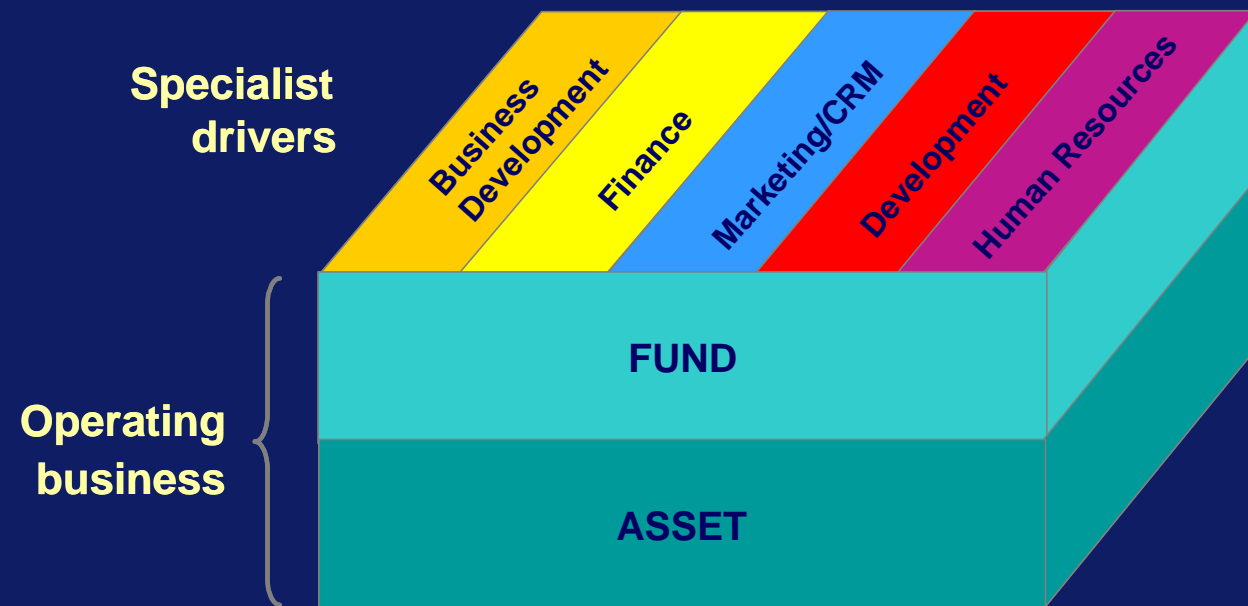 Specialist
drivers
Business
Development
Finance
Marketing/CRM
Development
Human Resources
FUND
Operating
business
ASSET